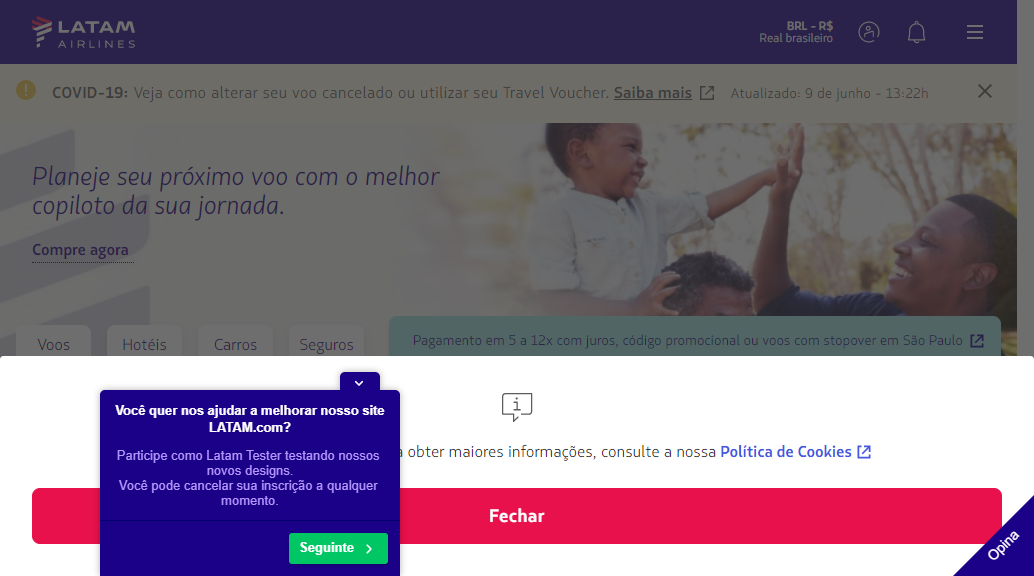 LATAM
AIRLINES
BRL - R$
Real brasileiro
COVID-19: Veja como alterar seu voo cancelado ou utilizar seu Travel Voucher. Saiba mais Atualizado: 9 de junho - 13:22h
Planeje seu próximo voo com o melhor
copiloto da sua jornada.
Compre agora
Voos
Hotéis
Carros
Seguros
Pagamento em 5 a 12x com juros, código promocional ou voos com stopover em São Paulo
Você quer nos ajudar a melhorar nosso site
LATAM.com?
Participe como Latam Tester testando nossos
novos designs.
Você pode cancelar sua inscrição a qualquer
momento.
Seguinte
obter maiores informações, consulte a nossa Política de Cookies
Fechar
Opina